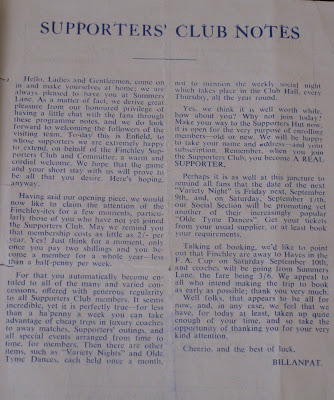 SUPPORTERS' CLUB NOTES
Hello, Ladies and Gentlemen, come on
in and make yourselves at home; we are
always pleased to have you at Summers
Lane. As a matter of fact, we derive great
pleasure from our honoured privilege of
having a little chat with the fans through
these programme notes, and we do look
forward to welcoming the followers of the
visiting team. To-day this is Enfield, to
whose supporters we are extremely happy
to extend, on behalf of the Finchley Sup-
porters Club and Committee, a warm and
cordial welcome. We hope that the game
and your short stay with us will prove to
be all that you desire. Here's hoping,
anyway.
Having said our opening piece, we would
now like to claim the attention of the
Finchley-ites for a few moments, particu-
larly those of you who have not yet joined
the Supporters Club. May we remind you
that membership costs as little as 2/- per
year. Yes! Just think for a moment, only
once you pay two shillings and you be-
come a member for a whole year—less
than a half-penny per week.
For that you automatically become en-
titled to all of the many and varied con-
cessions, offered with generous regularity
to all Supporters Club members. It seems
incredible, yet it is perfectly true—for less
than a ha'penny a week you can take
advantage of cheap trips in luxury coaches
to away matches, Supporters' outings, and
all special events arranged from time to
time, for members. Then there are other
items, such as "Variety Nights" and Olde
Tyme Dances, each held once a month,
not to mention the weekly social night
which takes place in the Club Hall, every
Thursday, all the year round.
Yes, we think it is well worth while,
how about you? Why not join today?
Make your way to the Supporters Hut now,
it is open for the very purpose of enrolling
members—old or new. We will be happy
to take your name and address—and your
subscription. Remember, when you join
the Supporters Club, you become A REAL
SUPPORTER.
Perhaps it is as well at this juncture to
remind all fans that the date of the next
"Variety Night" is Friday next, September
9th, and, on Saturday, September 17th,
our Social Section will be promoting yet
another of their increasingly popular
"Olde Tyme Dances". Get your tickets
from your usual supplier, or at least book
your requirements.
Talking of booking, we'd like to point
out that Finchley are away to Hayes in the
F.A. Cup on Saturday, September 10th,
and coaches will be going from Summers
Lane, the fare being 3/6. We appeal to
all who intend making the trip to book
as early as possible; thank you very much.
Well folks, that appears to be all for
now, and, in any case, we feel that we
have, for today at least, taken up quite
enough of your time, and so take the
opportunity of thanking you for your very
kind attention.
Cheerio, and the best of luck,
BILLANPAT.